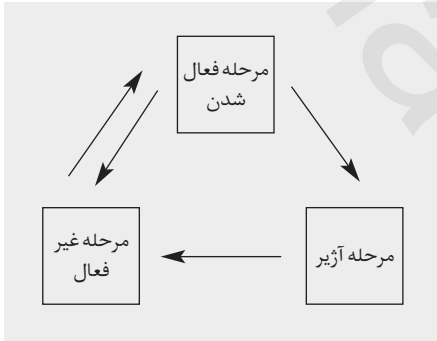 مرحله فعال
شدن
مرحله آژیر
مرحله غیر
فعال